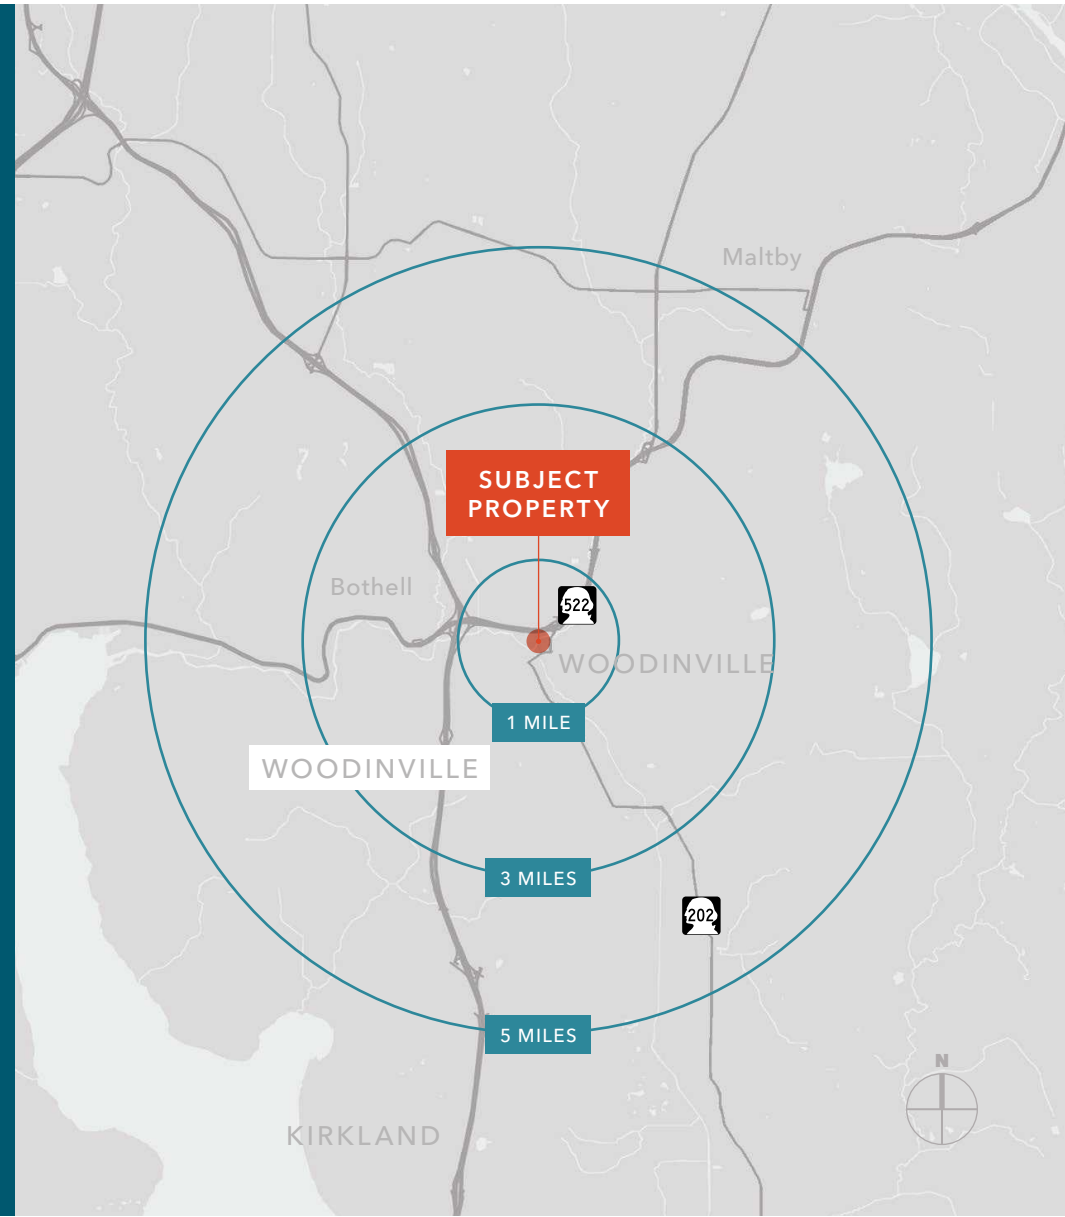 Maltby
SUBJECT
PROPERTY
Bothell
522
WOODINVILLE
1 MILE
WOODINVILLE
3 MILES
202
5 MILES
N
KIRKLAND